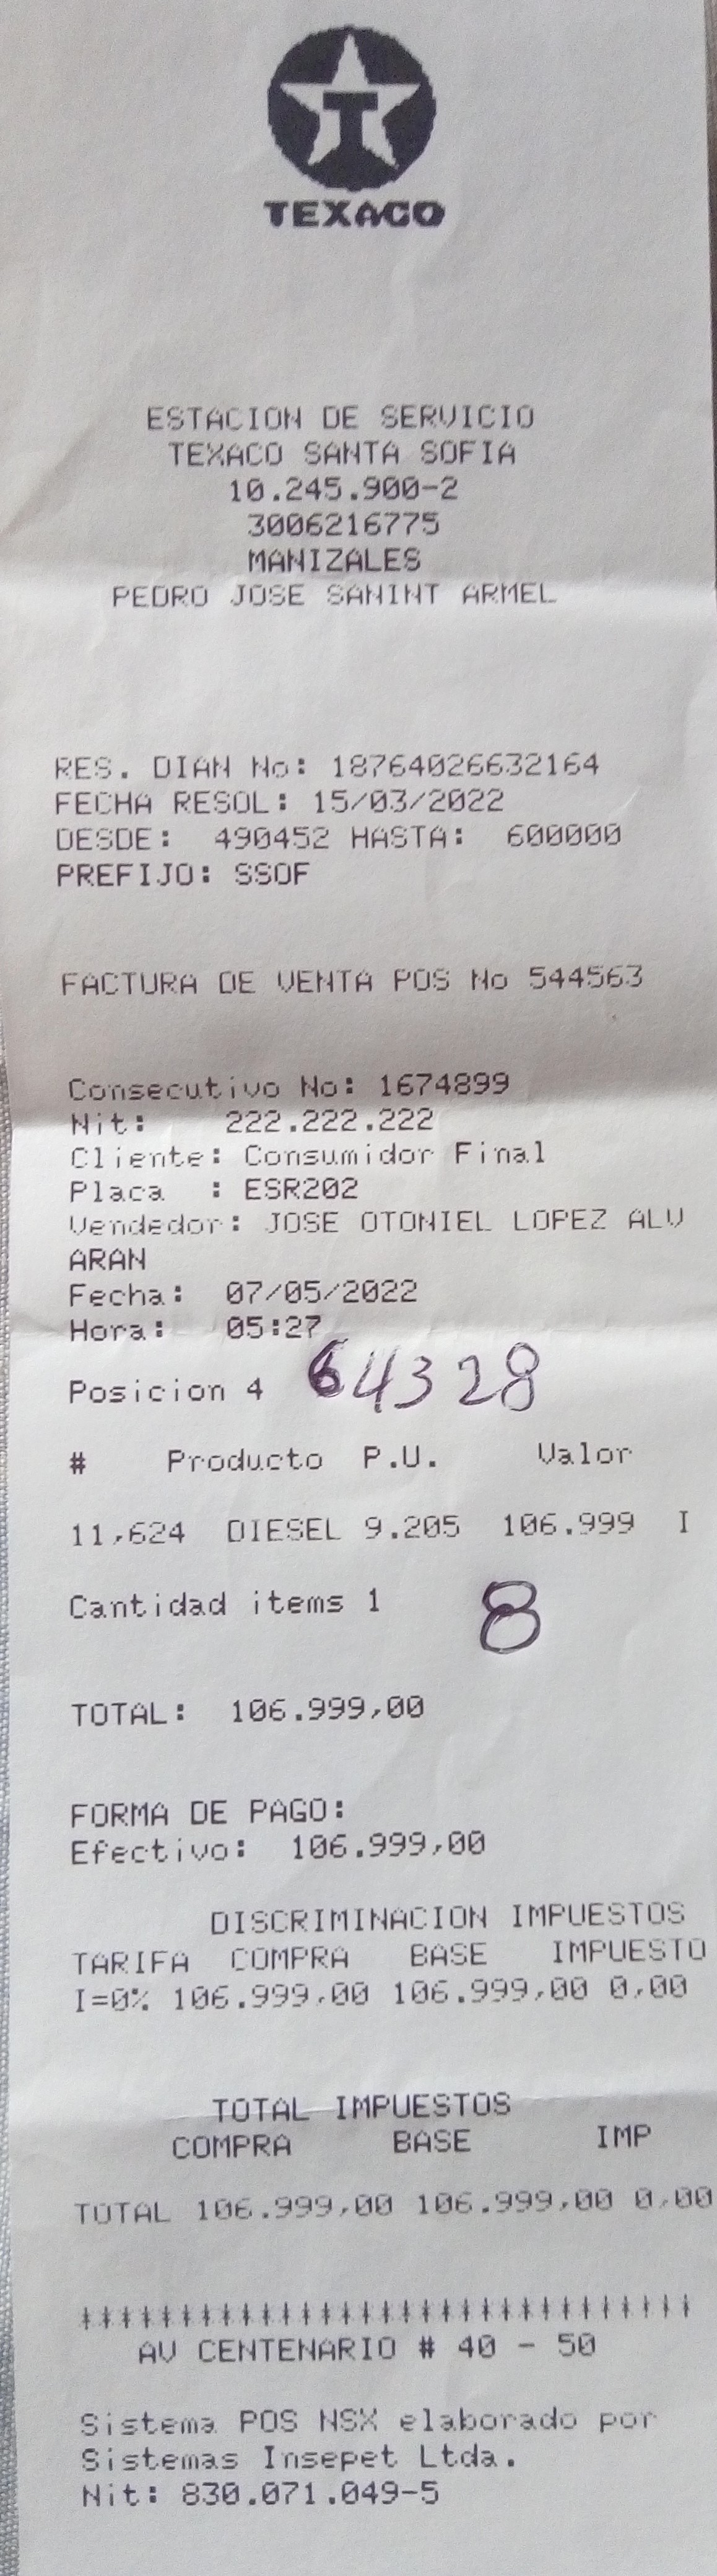 T
TEXACO
ESTACION DE SERVICIO
TEXACO SANTA SOFIA
10.245.900-2
3006216775
MANIZALES
PEDRO JOSE SANINT ARMEL
RES. DIAN No: 18764026632164
FECHA RESOL: 15/03/2022
DESDE: 490452 HASTA: 600000
PREFIJO: SSOF
FACTURA DE VENTA POS No 544563
Consecutivo No: 1674899
Nit: 222.222.222
Cliente: Consumidor Final
Placa : ESR202
Vendedor: JOSE OTONIEL LOPEZ ALV
ARAN
Fecha: 07/05/2022
Hora: 05:27
Posicion 4 64328
# Producto P.U. Valor
11,624 DIESEL 9.205 106.999 I
Cantidad items 1 8
TOTAL: 106.999,00
FORMA DE PAGO:
Efectivo: 106.999,00
DISCRIMINACION IMPUESTOS
TARIFA COMPRA BASE IMPUESTO
I=0% 106.999,00 106.999,00 0,00
TOTAL IMPUESTOS
COMPRA BASE IMP
TOTAL 106.999,00 106.999,00 0,00
*******************************
AV CENTENARIO # 40 - 50
Sistema POS NSX elaborado por
Sistemas Insepet Ltda.
Nit: 830.071.049-5